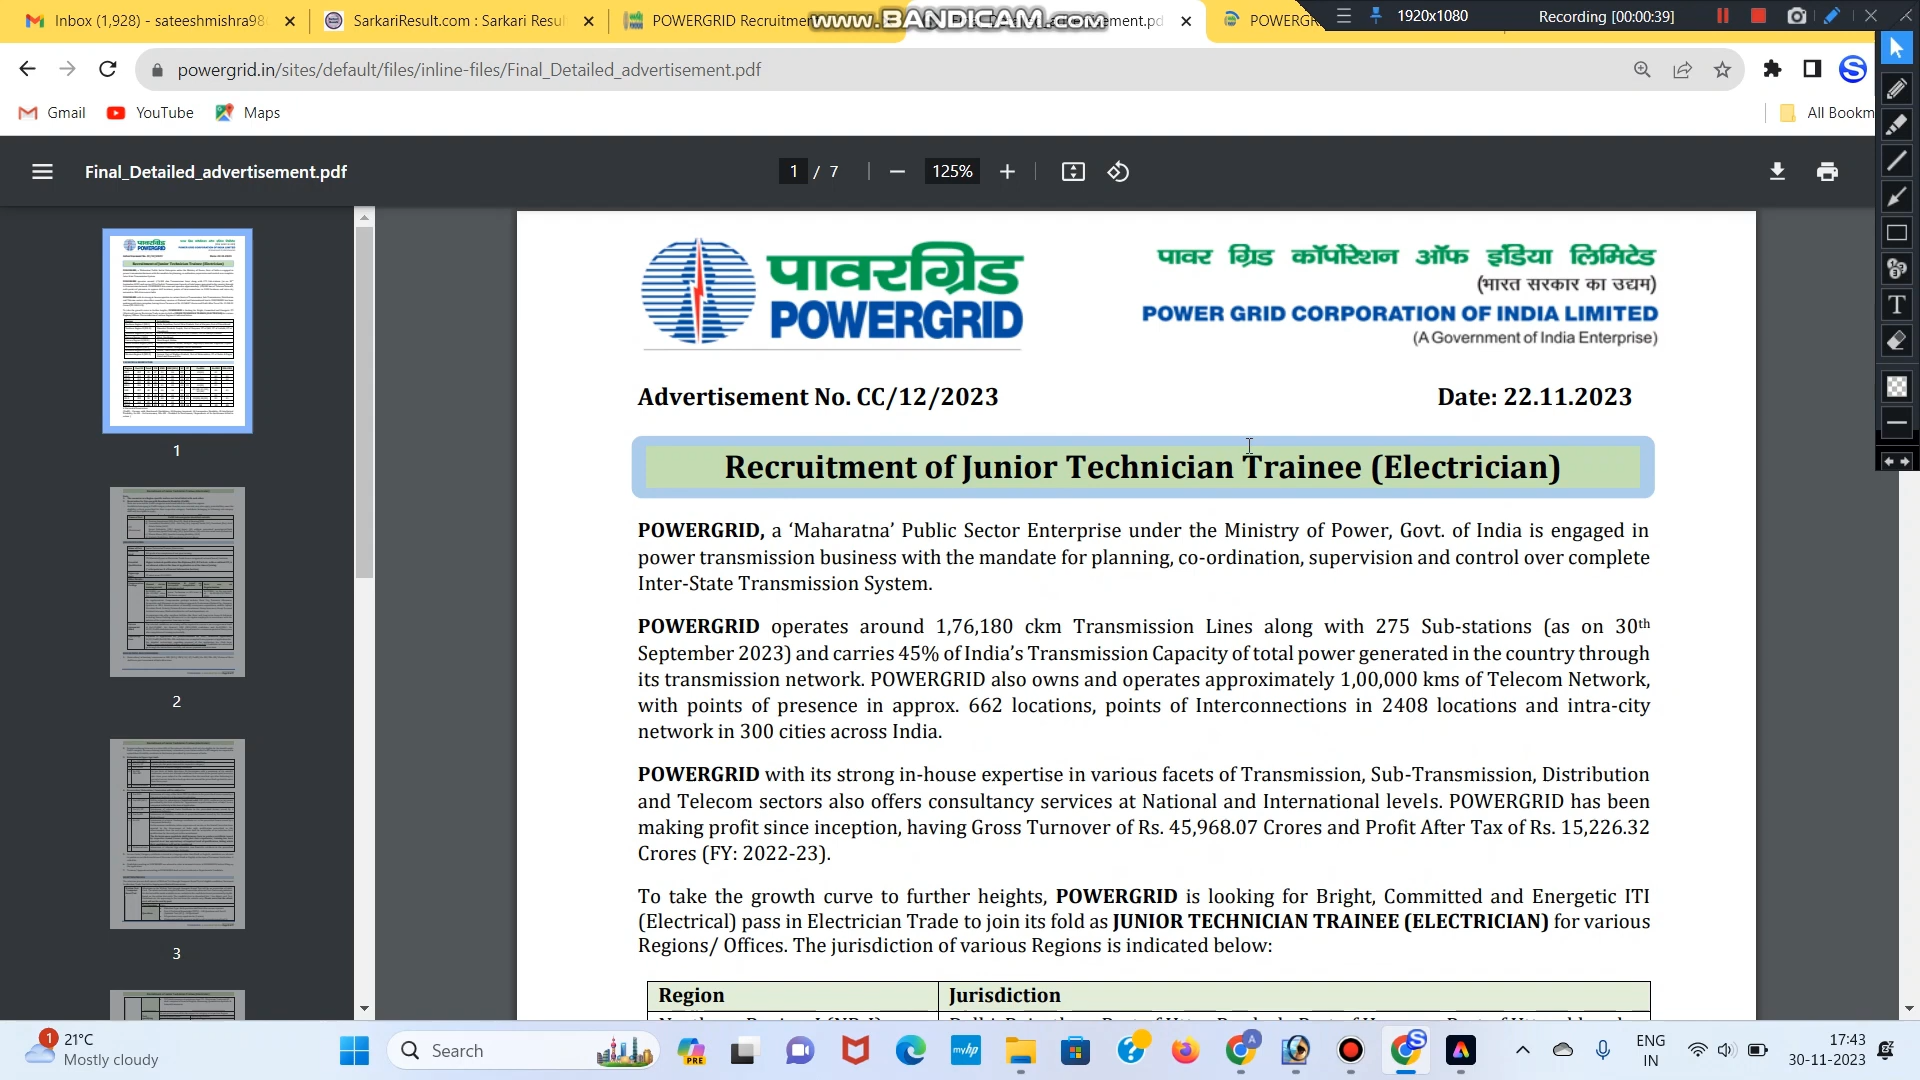 Inbox (1,928) - sateeshmishra98
SarkariResult.com : Sarkari Resu
POWERGRID Recruitmen
www.BANDICAM.com
POWERGR
1920x1080
Recording [00:00:39]
powergrid.in/sites/default/files/inline-files/Final_Detailed_advertisement.pdf
Gmail
YouTube
Maps
All Bookm
Final_Detailed_advertisement.pdf
1 / 7
125%
पावरग्रिड
POWERGRID
पावर ग्रिड कॉर्पोरेशन ऑफ इंडिया लिमिटेड
(भारत सरकार का उद्यम)
POWER GRID CORPORATION OF INDIA LIMITED
(A Government of India Enterprise)
Advertisement No. CC/12/2023
Date: 22.11.2023
Recruitment of Junior Technician Trainee (Electrician)
POWERGRID, a ‘Maharatna’ Public Sector Enterprise under the Ministry of Power, Govt. of India is engaged in
power transmission business with the mandate for planning, co-ordination, supervision and control over complete
Inter-State Transmission System.
POWERGRID operates around 1,76,180 ckm Transmission Lines along with 275 Sub-stations (as on 30th
September 2023) and carries 45% of India’s Transmission Capacity of total power generated in the country through
its transmission network. POWERGRID also owns and operates approximately 1,00,000 kms of Telecom Network,
with points of presence in approx. 662 locations, points of Interconnections in 2408 locations and intra-city
network in 300 cities across India.
POWERGRID with its strong in-house expertise in various facets of Transmission, Sub-Transmission, Distribution
and Telecom sectors also offers consultancy services at National and International levels. POWERGRID has been
making profit since inception, having Gross Turnover of Rs. 45,968.07 Crores and Profit After Tax of Rs. 15,226.32
Crores (FY: 2022-23).
To take the growth curve to further heights, POWERGRID is looking for Bright, Committed and Energetic ITI
(Electrical) pass in Electrician Trade to join its fold as JUNIOR TECHNICIAN TRAINEE (ELECTRICIAN) for various
Regions/ Offices. The jurisdiction of various Regions is indicated below:
Region
Jurisdiction
1
2
3
1
21°C
Mostly cloudy
Search
PRE
myhp
ENG
IN
17:43
30-11-2023